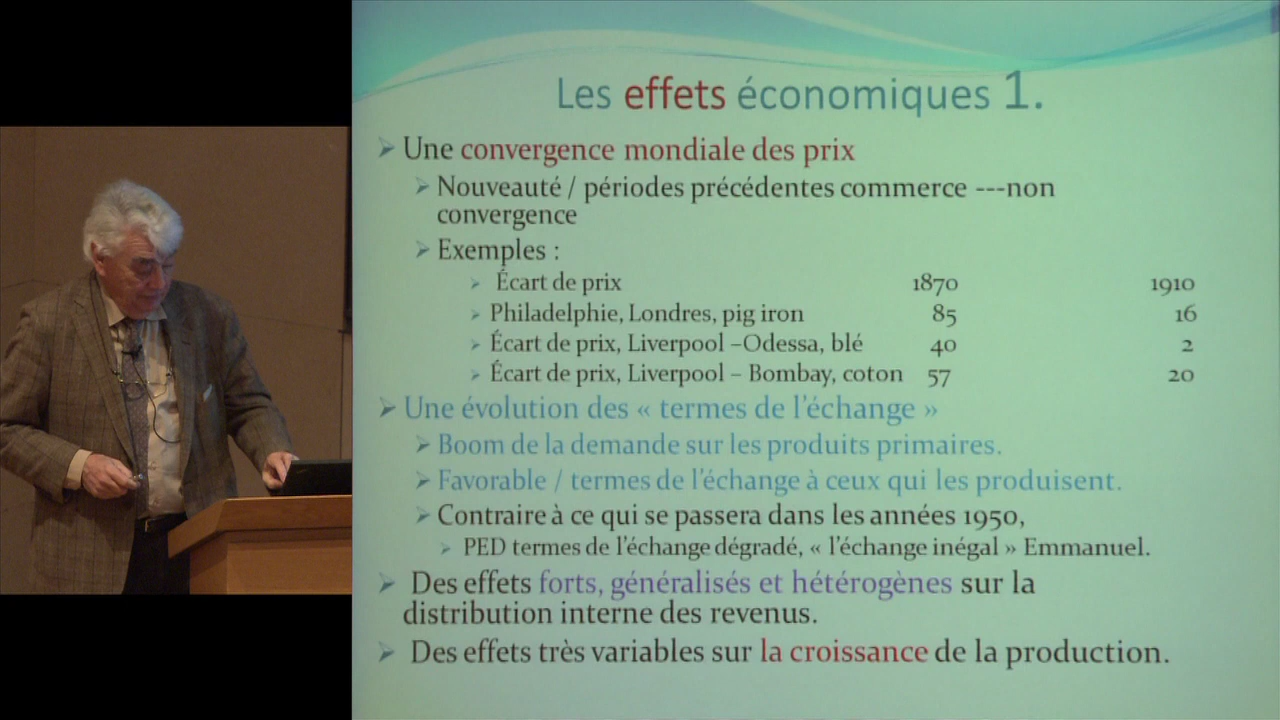 Les effets économiques 1.
Une convergence mondiale des prix
Nouveauté / périodes précédentes commerce ---non
convergence
Exemples :
Écart de prix 1870 1910
Philadelphie, Londres, pig iron 85 16
Écart de prix, Liverpool –Odessa, blé 40 2
Écart de prix, Liverpool – Bombay, coton 57 20
Une évolution des « termes de l'échange »
Boom de la demande sur les produits primaires.
Favorable / termes de l'échange à ceux qui les produisent.
Contraire à ce qui se passera dans les années 1950,
PED termes de l'échange dégradé, « l'échange inégal » Emmanuel.
Des effets forts, généralisés et hétérogènes sur la
distribution interne des revenus.
Des effets très variables sur la croissance de la production.